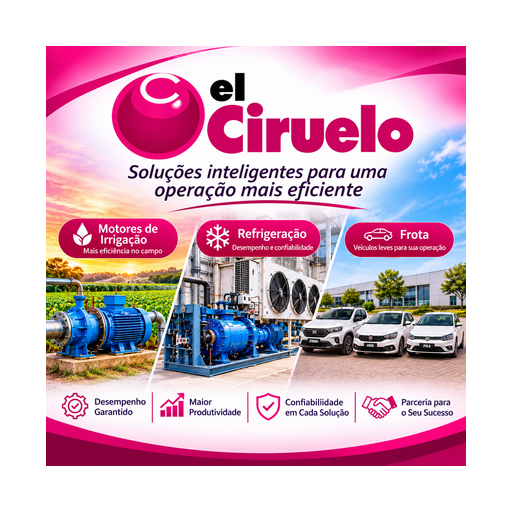 C
el
Ciruelo
Soluções inteligentes para uma
operação mais eficiente
Motores de
Irrigação
Mais eficiência no campo
Refrigeração
Desempenho e confiabilidade
Frota
Veículos leves para sua operação
Desempenho
Garantido
Maior
Produtividade
Confiabilidade
em Cada Solução
Parceria para
o Seu Sucesso